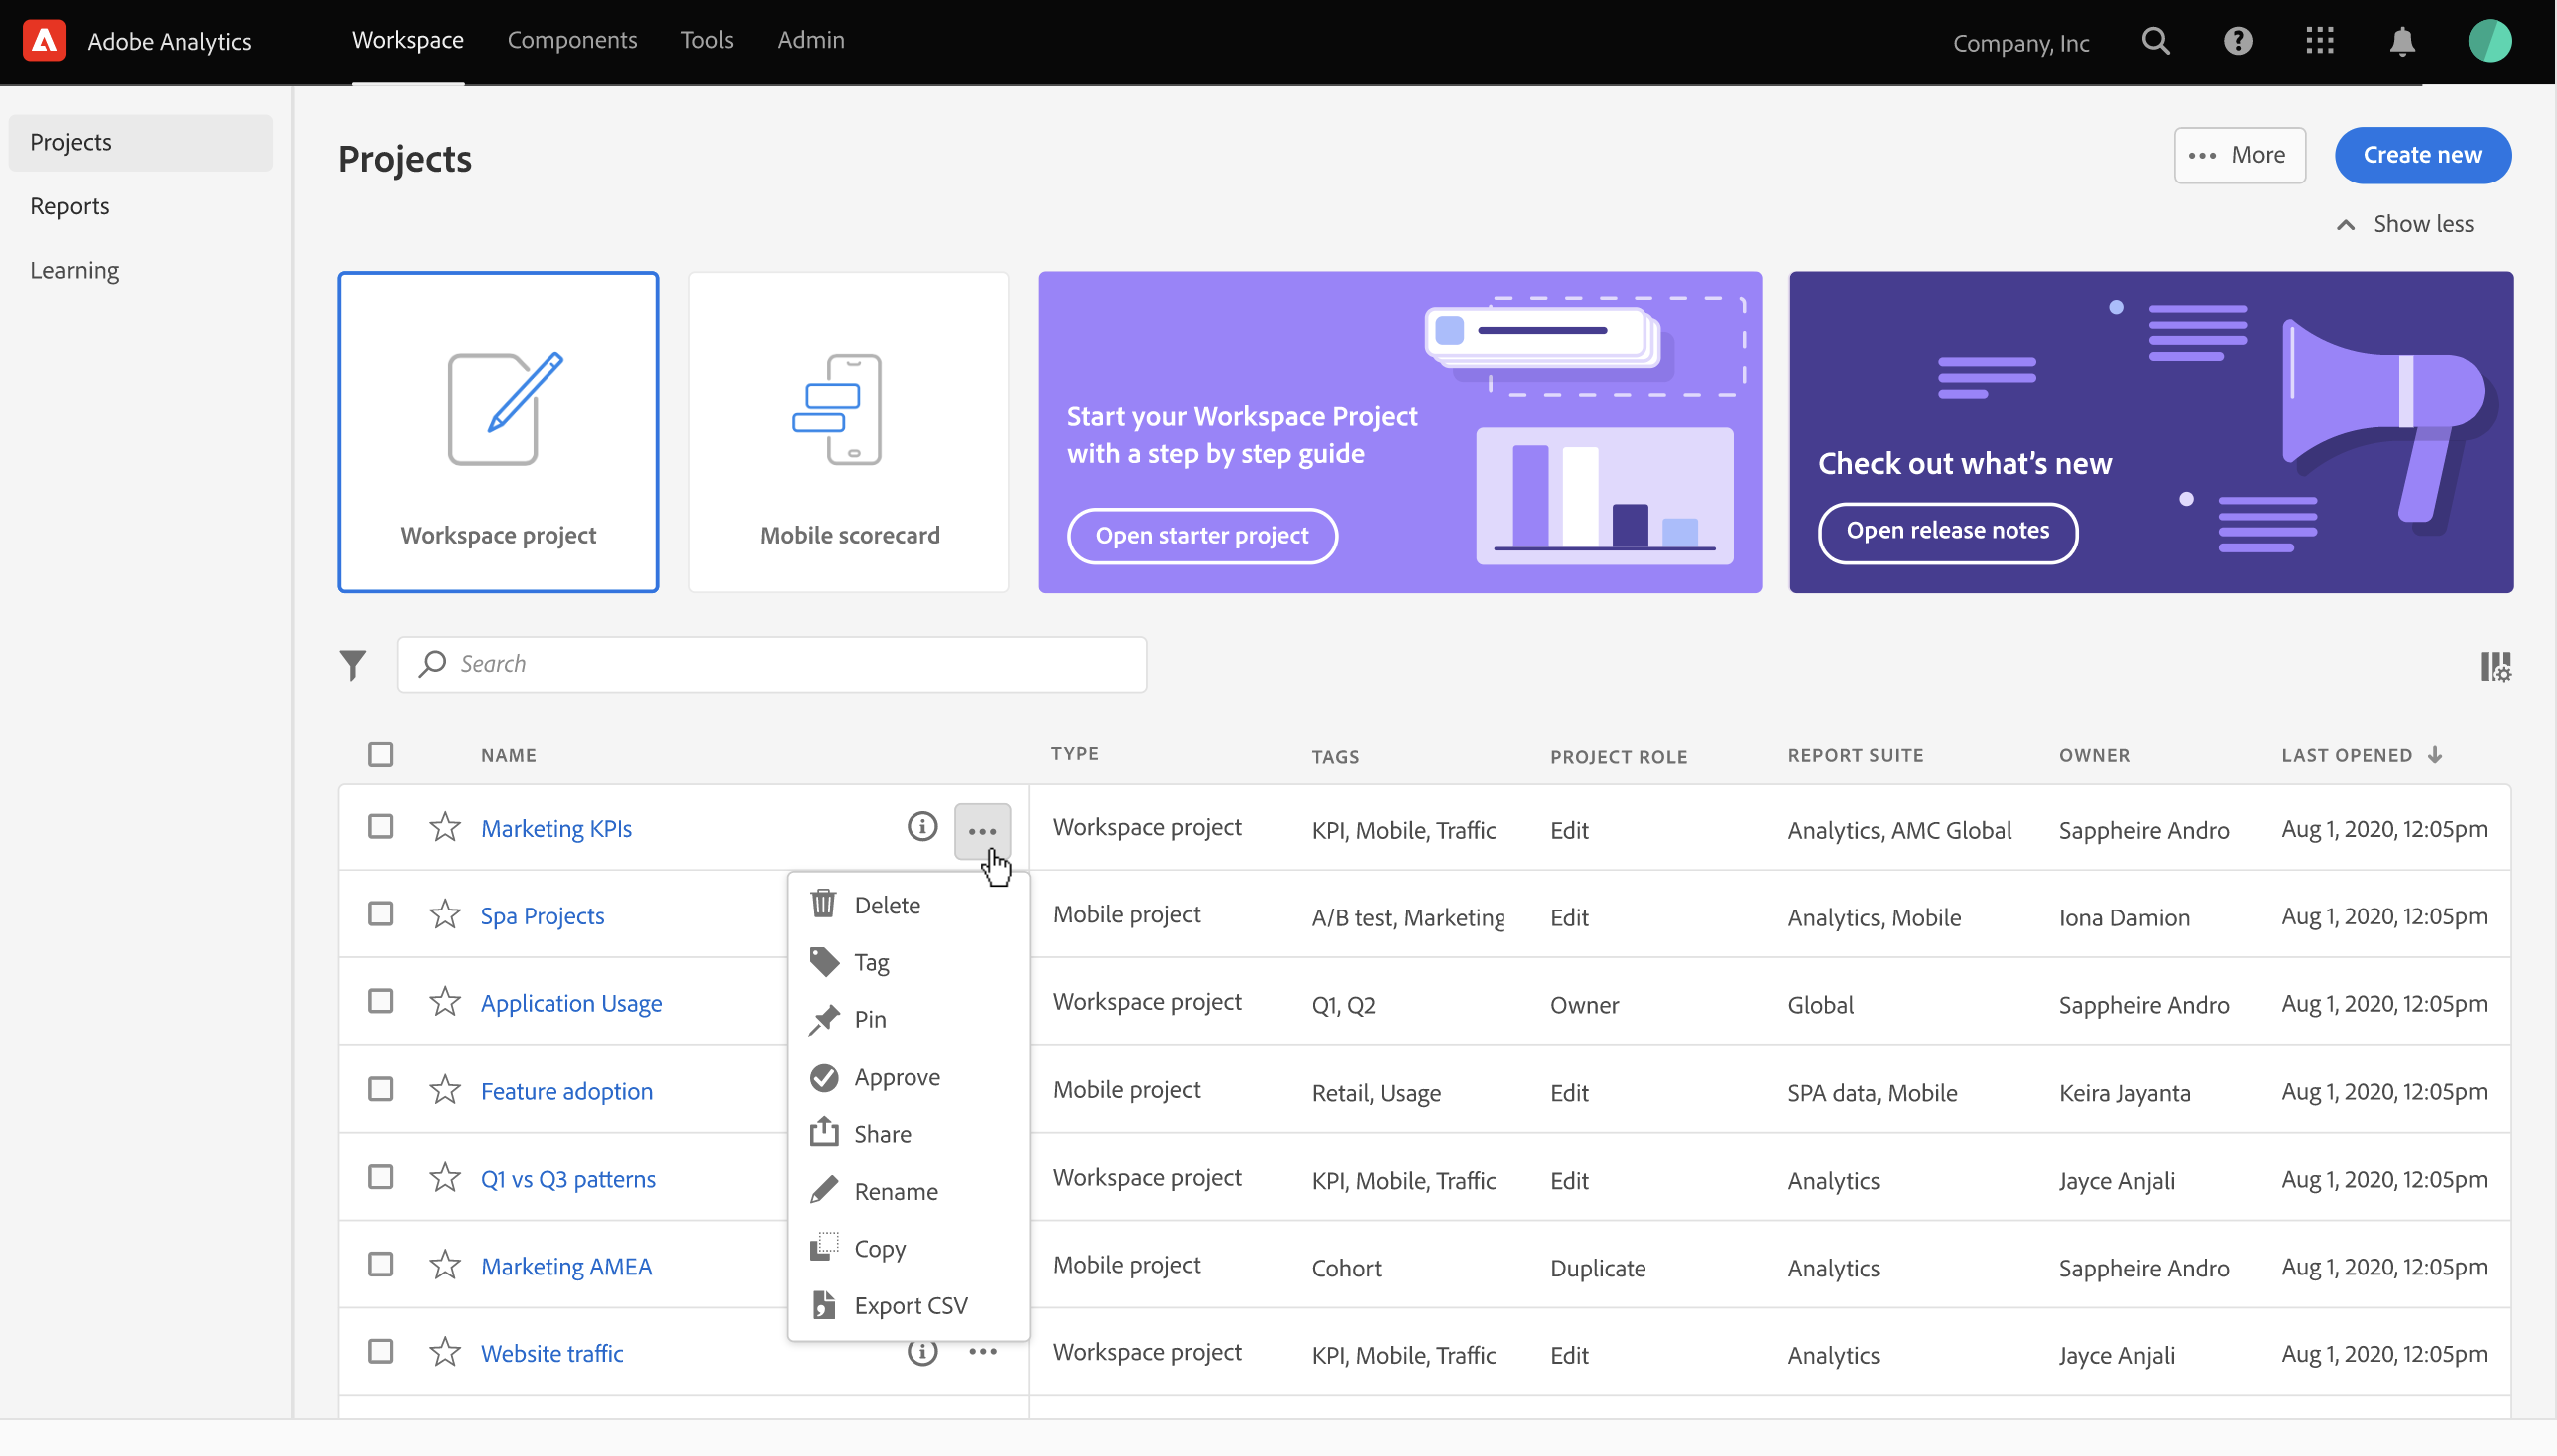 Adobe Analytics
Workspace
Components
Tools
Admin
Company, Inc
Projects
Reports
Learning
Projects
More
Create new
Show less
Workspace project
Mobile scorecard
Start your Workspace Project
with a step by step guide
Open starter project
Check out what's new
Open release notes
Search
NAME TYPE TAGS PROJECT ROLE REPORT SUITE OWNER LAST OPENED
Marketing KPIs Workspace project KPI, Mobile, Traffic Edit Analytics, AMC Global Sappheire Andro Aug 1, 2020, 12:05pm
Spa Projects Mobile project A/B test, Marketing Edit Analytics, Mobile Iona Damion Aug 1, 2020, 12:05pm
Application Usage Workspace project Q1, Q2 Owner Global Sappheire Andro Aug 1, 2020, 12:05pm
Feature adoption Mobile project Retail, Usage Edit SPA data, Mobile Keira Jayanta Aug 1, 2020, 12:05pm
Q1 vs Q3 patterns Workspace project KPI, Mobile, Traffic Edit Analytics Jayce Anjali Aug 1, 2020, 12:05pm
Marketing AMEA Mobile project Cohort Duplicate Analytics Sappheire Andro Aug 1, 2020, 12:05pm
Website traffic Workspace project KPI, Mobile, Traffic Edit Analytics Jayce Anjali Aug 1, 2020, 12:05pm
Delete
Tag
Pin
Approve
Share
Rename
Copy
Export CSV